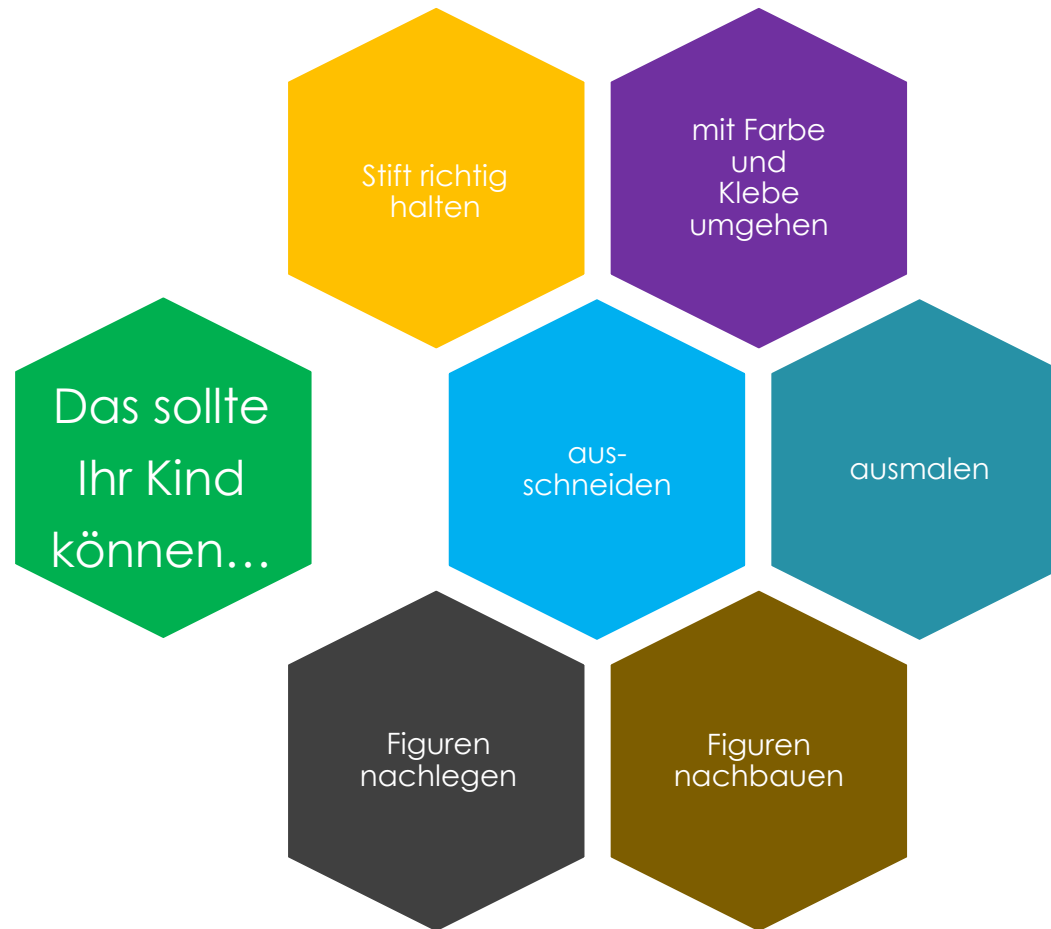 Das sollte
Ihr Kind
können...
Stift richtig
halten
mit Farbe
und
Klebe
umgehen
aus-
schneiden
ausmalen
Figuren
nachlegen
Figuren
nachbauen